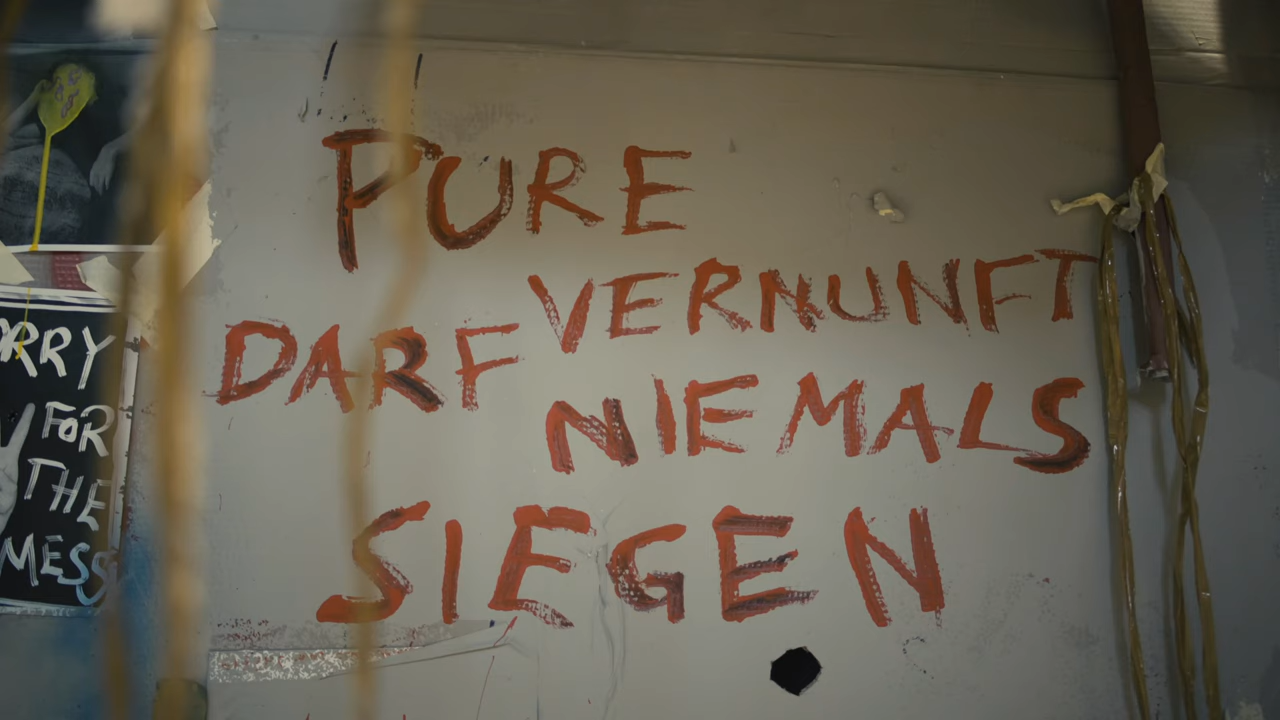 PURE
VERNUNFT
DARF
NIEMALS
SIEGEN
RRY
FOR
THE
MESS